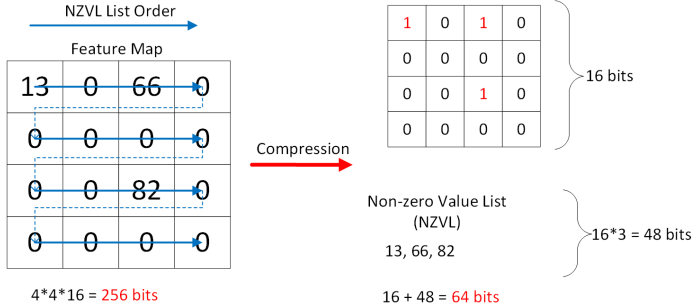 NZVL List Order
Feature Map
13 0 66 0
0 0 0 0
0 0 82 0
0 0 0 0
4*4*16 = 256 bits
Compression
1 0 1 0
0 0 0 0
0 0 1 0
0 0 0 0
16 bits
Non-zero Value List
(NZVL)
13, 66, 82
16*3 = 48 bits
16 + 48 = 64 bits